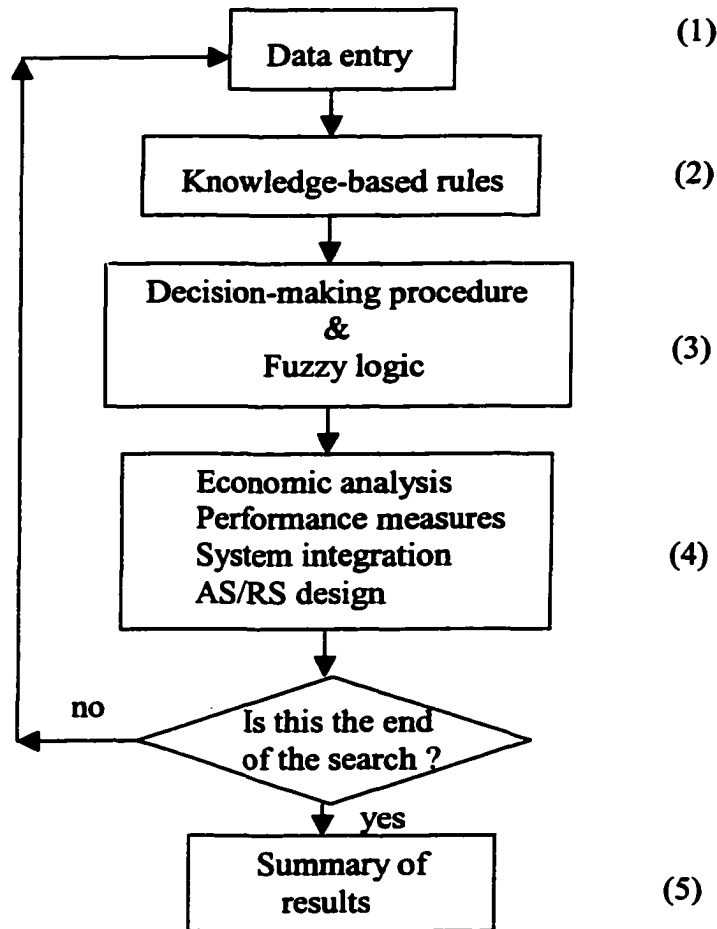 Data entry
(1)
Knowledge-based rules
(2)
Decision-making procedure
&
Fuzzy logic
(3)
Economic analysis
Performance measures
System integration
AS/RS design
(4)
no
Is this the end
of the search ?
yes
Summary of
results
(5)